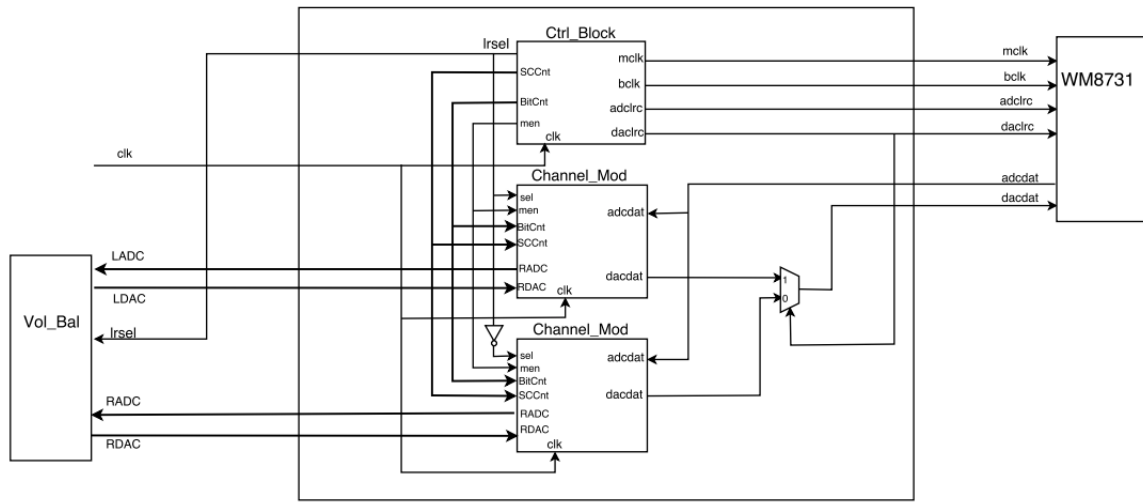 Ctrl_Block
lrsel
mclk
mclk
SCCnt
WM8731
bclk
bclk
BitCnt
adclrc
adclrc
men
daclrc
daclrc
clk
clk
Channel_Mod
adcdat
sel
men
adcdat
dacdat
BitCnt
SCCnt
LADC
RADC
dacdat
1
LDAC
RDAC
clk
0
Vol_Bal
lrsel
Channel_Mod
sel
adcdat
men
BitCnt
SCCnt
dacdat
RADC
RADC
RDAC
RDAC
clk